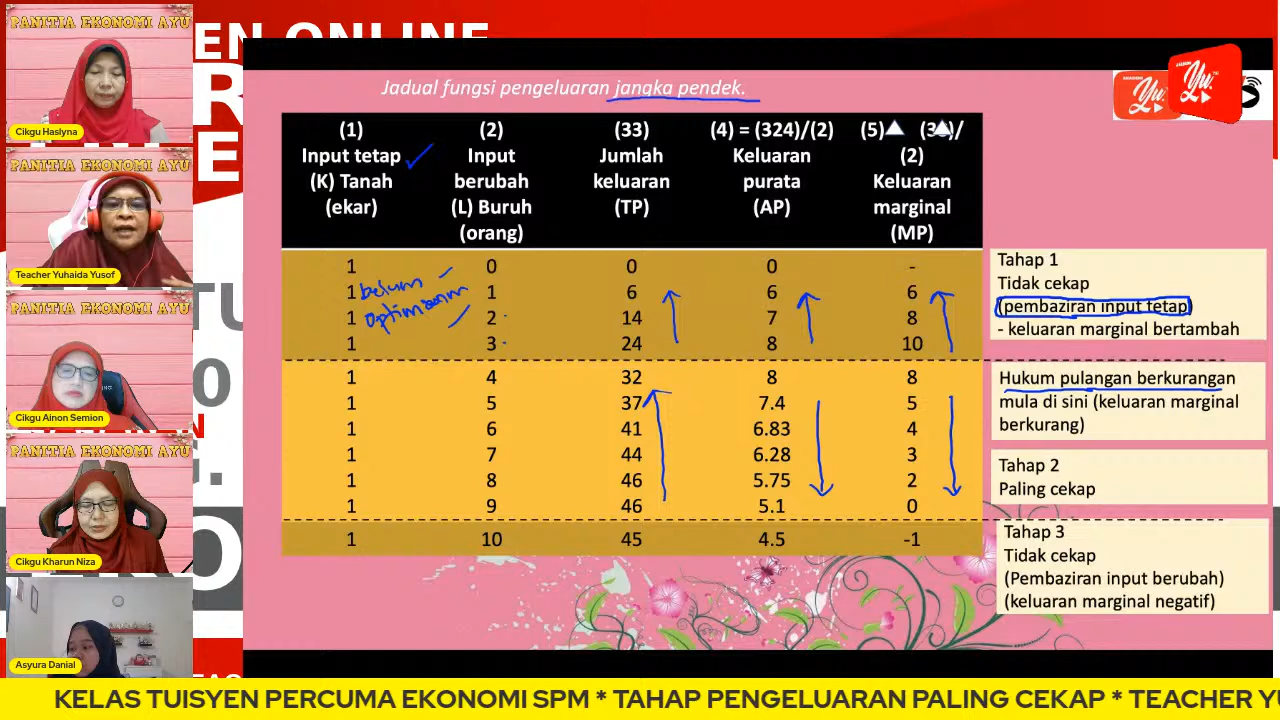 PANITIA EKONOMI AYU
Cikgu Haslyna
PANITIA EKONOMI AYU
Teacher Yuhaida Yusof
PANITIA EKONOMI AYU
Cikgu Ainon Semion
PANITIA EKONOMI AYU
Cikgu Kharun Niza
Asyura Danial
EN ONLINE
Jadual fungsi pengeluaran jangka pendek.
Yu
Yu
(1) (2) (33) (4) = (324)/(2) (5)
Input tetap Input Jumlah Keluaran (2)
(K) Tanah berubah keluaran purata Keluaran
(ekar) (L) Buruh (TP) (AP) marginal
(orang) (MP)
1 0 0 0 -
1 1 6 6 6
1 2 14 7 8
1 3 24 8 10
belum
optimum
1 4 32 8 8
1 5 37 7.4 5
1 6 41 6.83 4
1 7 44 6.28 3
1 8 46 5.75 2
1 9 46 5.1 0
1 10 45 4.5 -1
Tahap 1
Tidak cekap
(pembaziran input tetap)
- keluaran marginal bertambah
Hukum pulangan berkurangan
mula di sini (keluaran marginal
berkurang)
Tahap 2
Paling cekap
Tahap 3
Tidak cekap
(Pembaziran input berubah)
(keluaran marginal negatif)
KELAS TUISYEN PERCUMA EKONOMI SPM * TAHAP PENGELUARAN PALING CEKAP * TEACHER YU